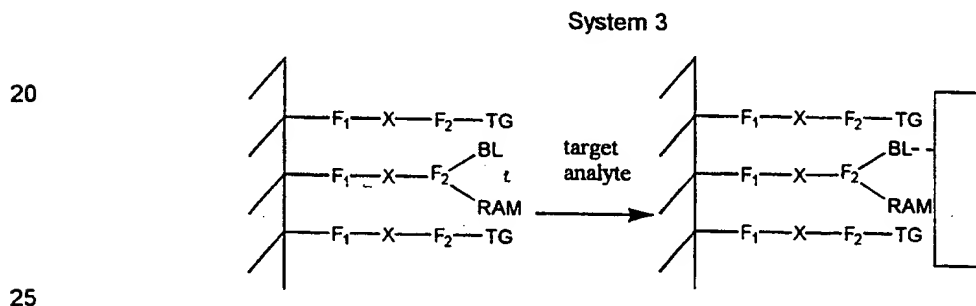 System 3
20
F₁—X—F₂—TG F₁—X—F₂—TG
BL target BL
F₁—X—F₂ t analyte F₁—X—F₂
RAM RAM
F₁—X—F₂—TG F₁—X—F₂—TG
25